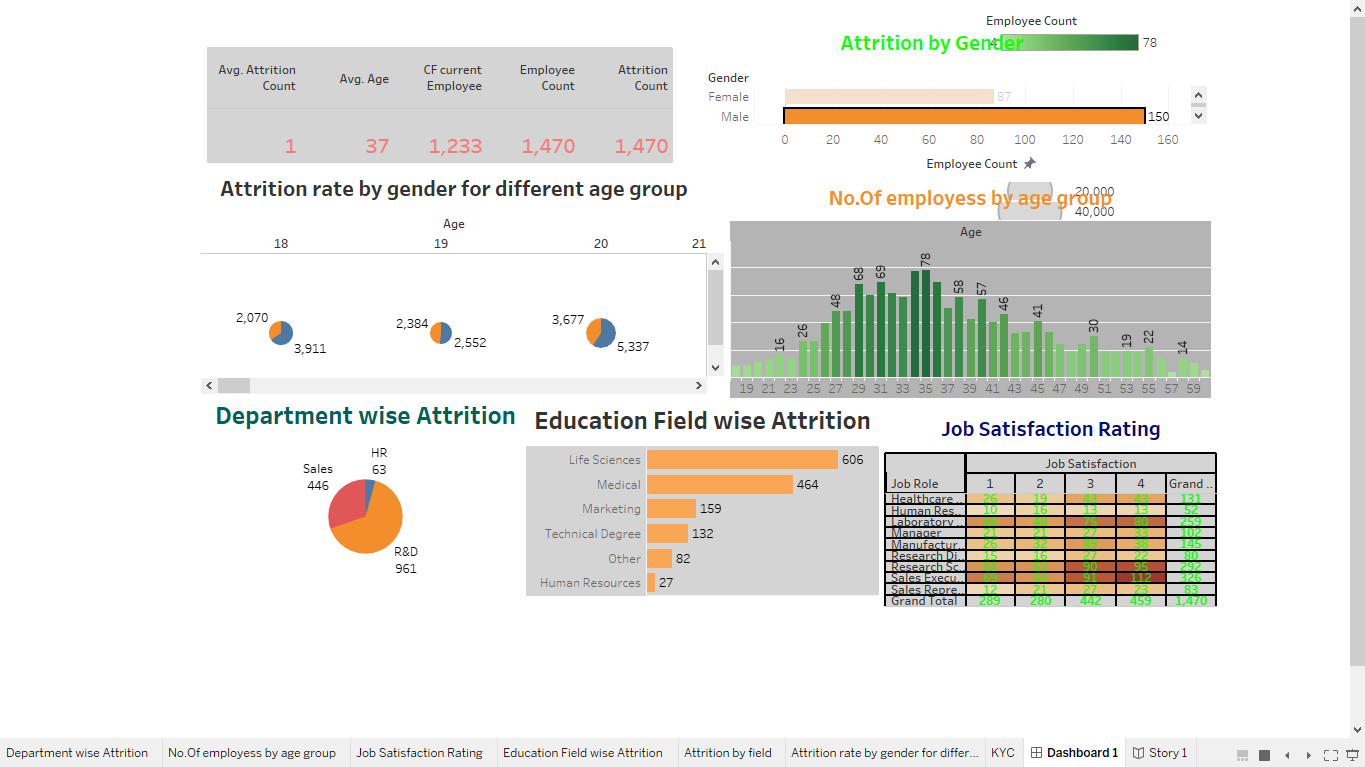 Avg. Attrition Count
Avg. Age
CF current Employee
Employee Count
Attrition Count
1
37
1,233
1,470
1,470
Employee Count
78
Attrition by Gender
Gender
Female
87
Male
150
0
20
40
60
80
100
120
140
160
Employee Count
Attrition rate by gender for different age group
Age
18
19
20
21
2,070
3,911
2,384
2,552
3,677
5,337
20,000
40,000
No.Of employess by age group
Age
16
26
48
68
69
78
58
57
46
41
30
19
22
14
19
21
23
25
27
29
31
33
35
37
39
41
43
45
47
49
51
53
55
57
59
Department wise Attrition
HR
63
Sales
446
R&D
961
Education Field wise Attrition
Life Sciences 606
Medical 464
Marketing 159
Technical Degree 132
Other 82
Human Resources 27
Job Satisfaction Rating
Job Satisfaction
Job Role 1 2 3 4 Grand ..
Healthcare .. 26 19 43 43 131
Human Res.. 10 16 13 13 52
Laboratory .. 48 75 80 259
Manager 21 21 27 33 102
Manufactur.. 26 32 49 38 145
Research Di.. 15 16 27 22 80
Research Sc.. 54 53 90 95 292
Sales Execu.. 69 54 91 112 326
Sales Repre.. 12 21 27 23 83
Grand Total 289 280 442 459 1,470
Department wise Attrition
No.Of employess by age group
Job Satisfaction Rating
Education Field wise Attrition
Attrition by field
Attrition rate by gender for differ...
KYC
Dashboard 1
Story 1